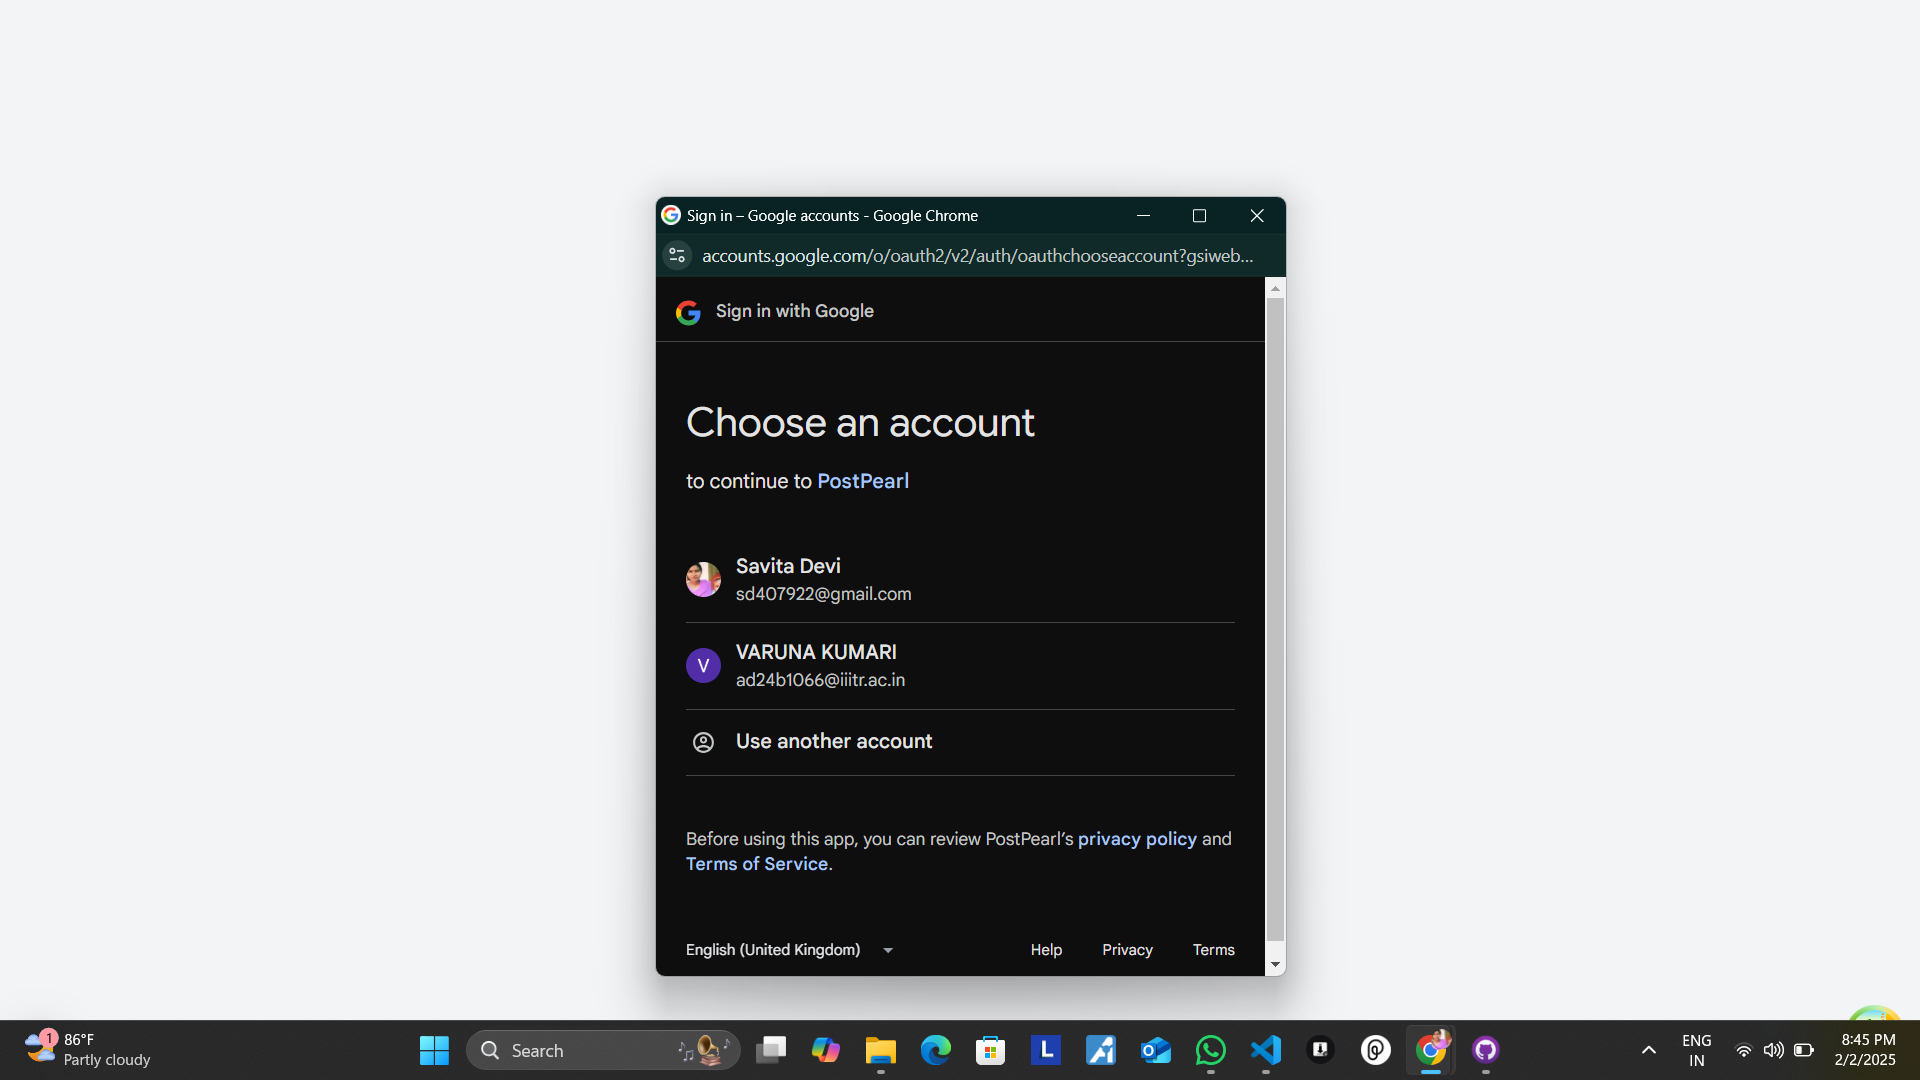 Sign in – Google accounts - Google Chrome
accounts.google.com/o/oauth2/v2/auth/oauthchooseaccount?gsiweb...
Sign in with Google
Choose an account
to continue to PostPearl
Savita Devi
sd407922@gmail.com
V
VARUNA KUMARI
ad24b1066@iiitr.ac.in
Use another account
Before using this app, you can review PostPearl's privacy policy and
Terms of Service.
English (United Kingdom)
Help
Privacy
Terms
1
86°F
Partly cloudy
Search
L
ENG
IN
8:45 PM
2/2/2025